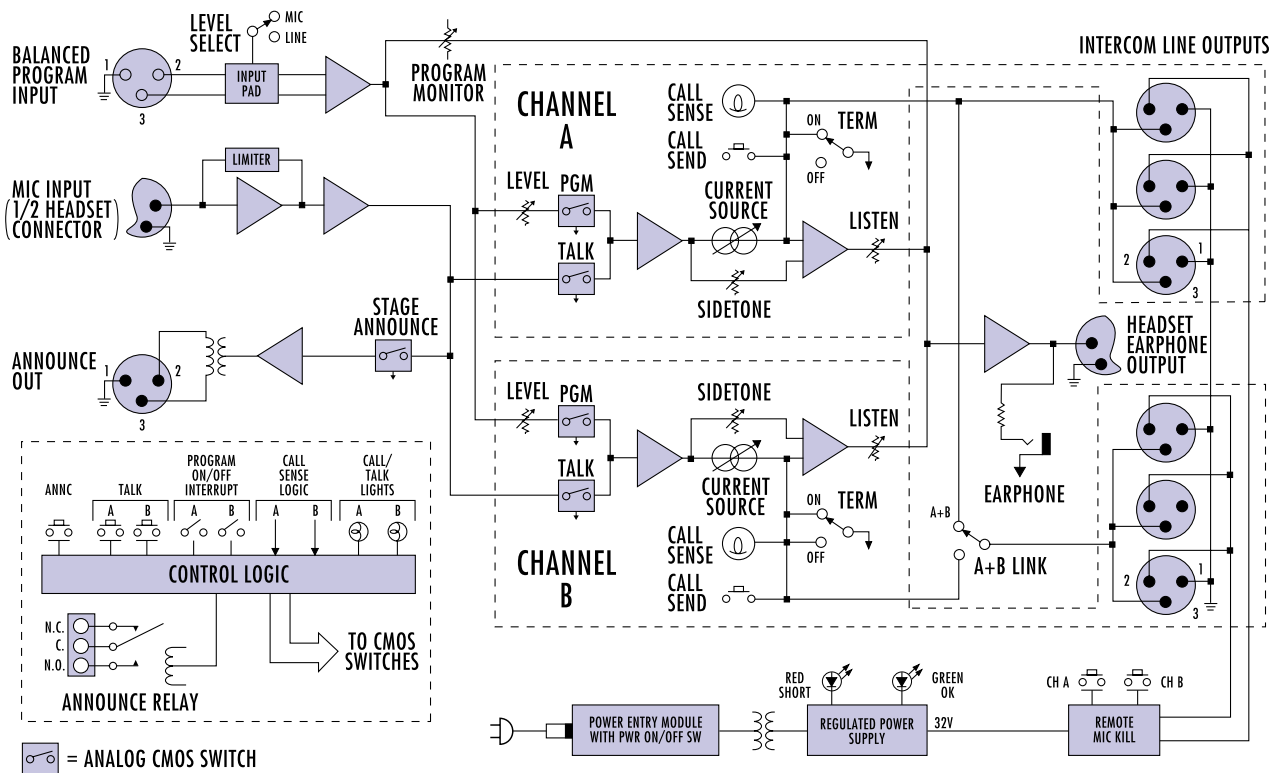 LEVEL
SELECT
MIC
LINE
BALANCED
PROGRAM
INPUT
1
2
3
INPUT
PAD
PROGRAM
MONITOR
INTERCOM LINE OUTPUTS
CHANNEL
A
CALL
SENSE
CALL
SEND
ON
TERM
OFF
LIMITER
MIC INPUT
(1/2 HEADSET)
CONNECTOR
LEVEL
PGM
TALK
CURRENT
SOURCE
LISTEN
SIDETONE
1
2
3
STAGE
ANNOUNCE
ANNOUNCE
OUT
1
2
3
HEADSET
EARPHONE
OUTPUT
LEVEL
PGM
TALK
SIDETONE
LISTEN
CURRENT
SOURCE
ON
TERM
OFF
CALL
SENSE
CALL
SEND
CHANNEL
B
EARPHONE
A+B
A+B LINK
1
2
3
ANNC
TALK
A B
PROGRAM
ON/OFF
INTERRUPT
A B
CALL
SENSE
LOGIC
A B
CALL/
TALK
LIGHTS
A B
CONTROL LOGIC
N.C.
C.
N.O.
TO CMOS
SWITCHES
ANNOUNCE RELAY
RED
SHORT
GREEN
OK
CH A
CH B
POWER ENTRY MODULE
WITH PWR ON/OFF SW
REGULATED POWER
SUPPLY
32V
REMOTE
MIC KILL
= ANALOG CMOS SWITCH